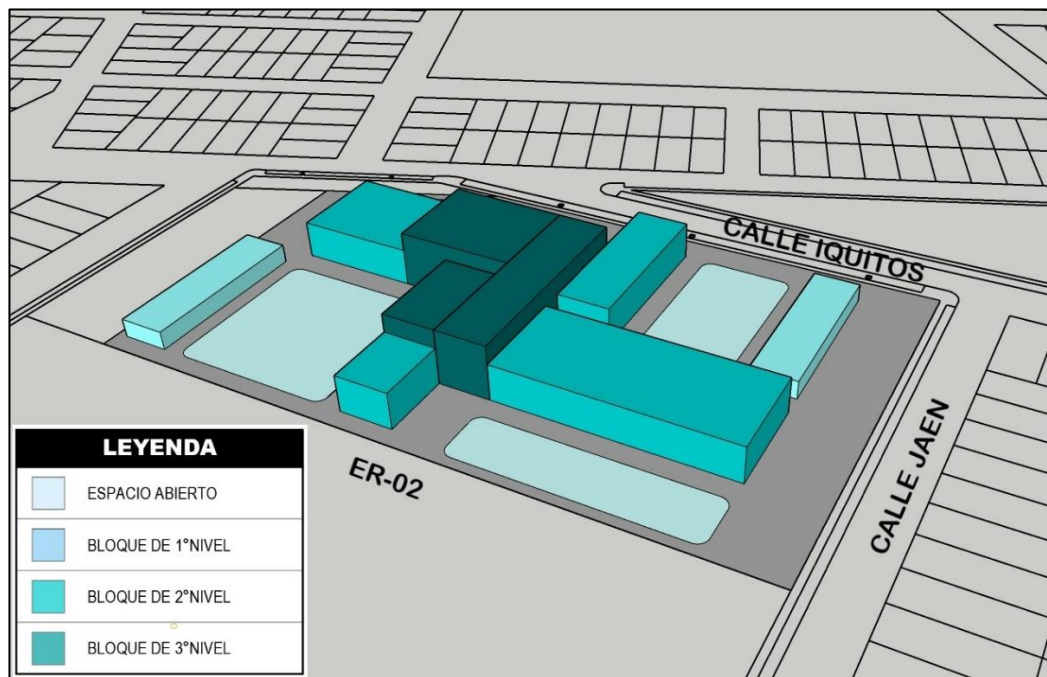 CALLE IQUITOS
CALLE JAEN
ER-02
LEYENDA
ESPACIO ABIERTO
BLOQUE DE 1°NIVEL
BLOQUE DE 2°NIVEL
BLOQUE DE 3°NIVEL